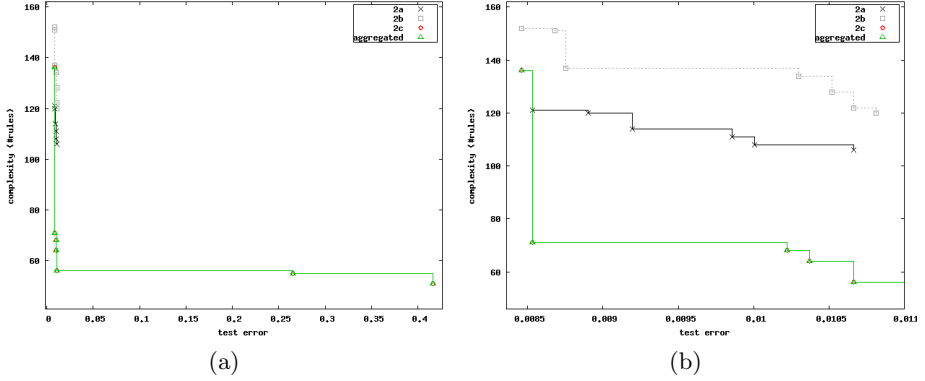 160
140
120
100
80
60
complexity (#rules)
0
0.05
0.1
0.15
0.2
0.25
0.3
0.35
0.4
test error
2a
2b
2c
aggregated
(a)
160
140
120
100
80
60
complexity (#rules)
0.0085
0.009
0.0095
0.01
0.0105
0.011
test error
2a
2b
2c
aggregated
(b)